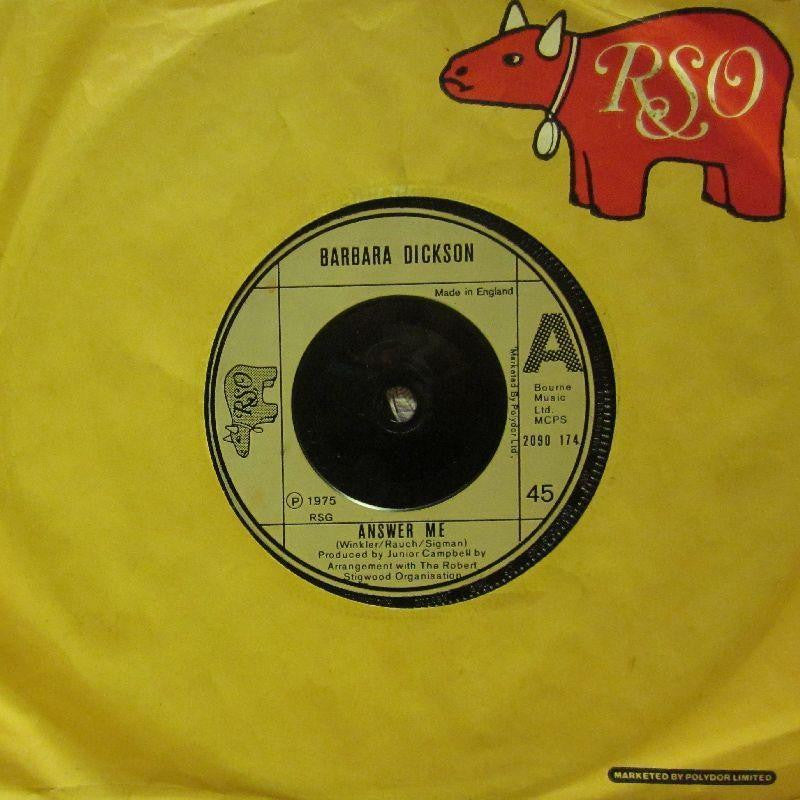 RSO
BARBARA DICKSON
Made in England
A
RSO
Marketed By Polydor Ltd.
Bourne
Music
Ltd.
MCPS
2090 174
45
℗ 1975
RSG
ANSWER ME
(Winkler/Rauch/Sigman)
Produced by Junior Campbell by
Arrangement with The Robert
Stigwood Organisation
MARKETED BY POLYDOR LIMITED